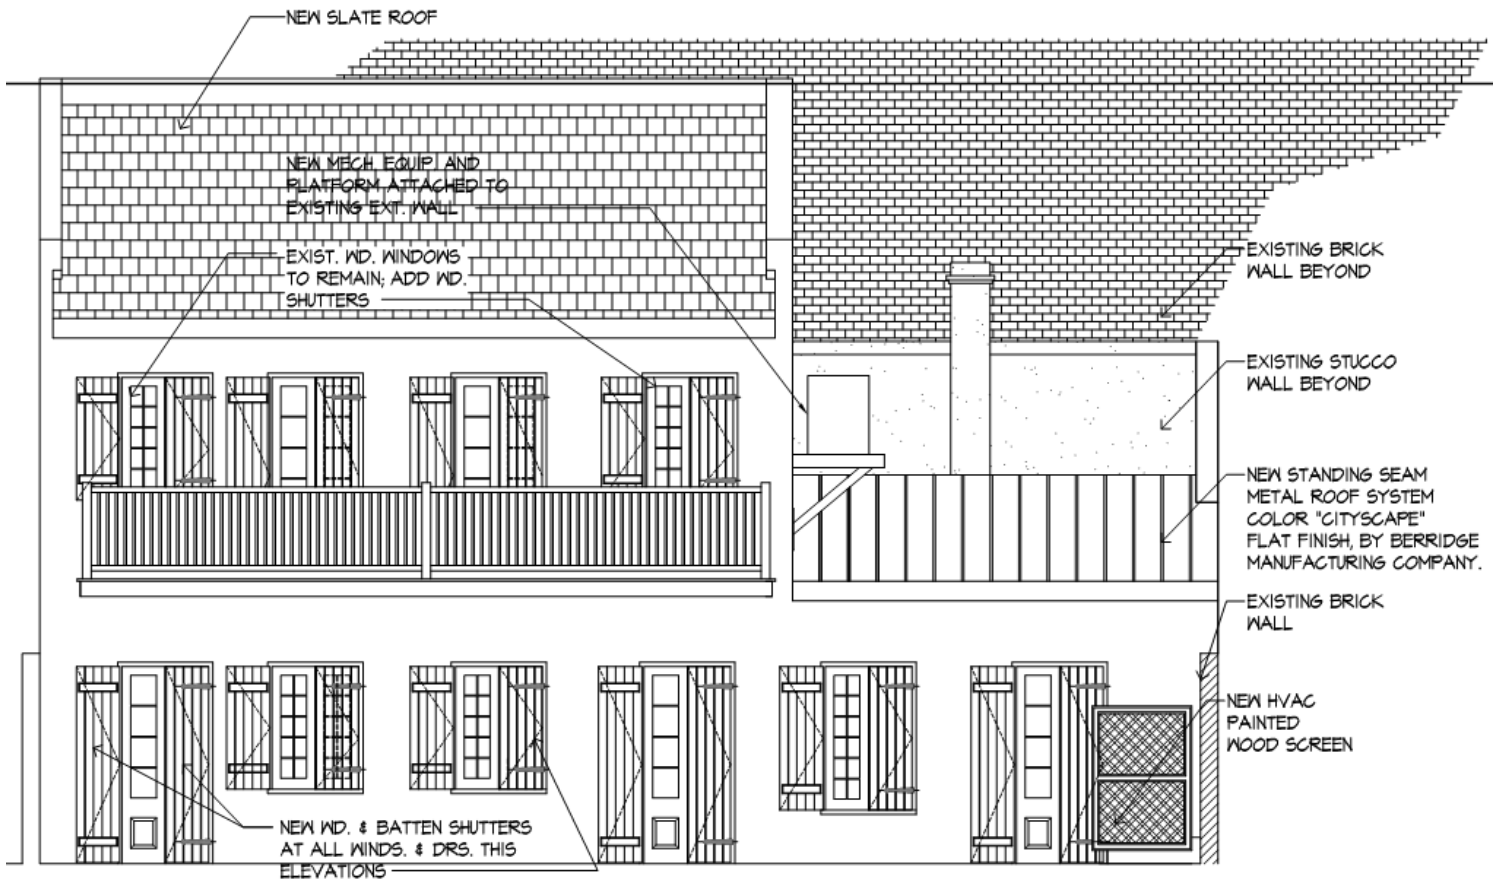 NEW SLATE ROOF
NEW MECH. EQUIP. AND
PLATFORM ATTACHED TO
EXISTING EXT. WALL
EXIST. WD. WINDOWS
TO REMAIN; ADD WD.
SHUTTERS
EXISTING BRICK
WALL BEYOND
EXISTING STUCCO
WALL BEYOND
NEW STANDING SEAM
METAL ROOF SYSTEM
COLOR "CITYSCAPE"
FLAT FINISH, BY BERRIDGE
MANUFACTURING COMPANY.
EXISTING BRICK
WALL
NEW HVAC
PAINTED
WOOD SCREEN
NEW WD. & BATTEN SHUTTERS
AT ALL WINDS. & DRS. THIS
ELEVATIONS